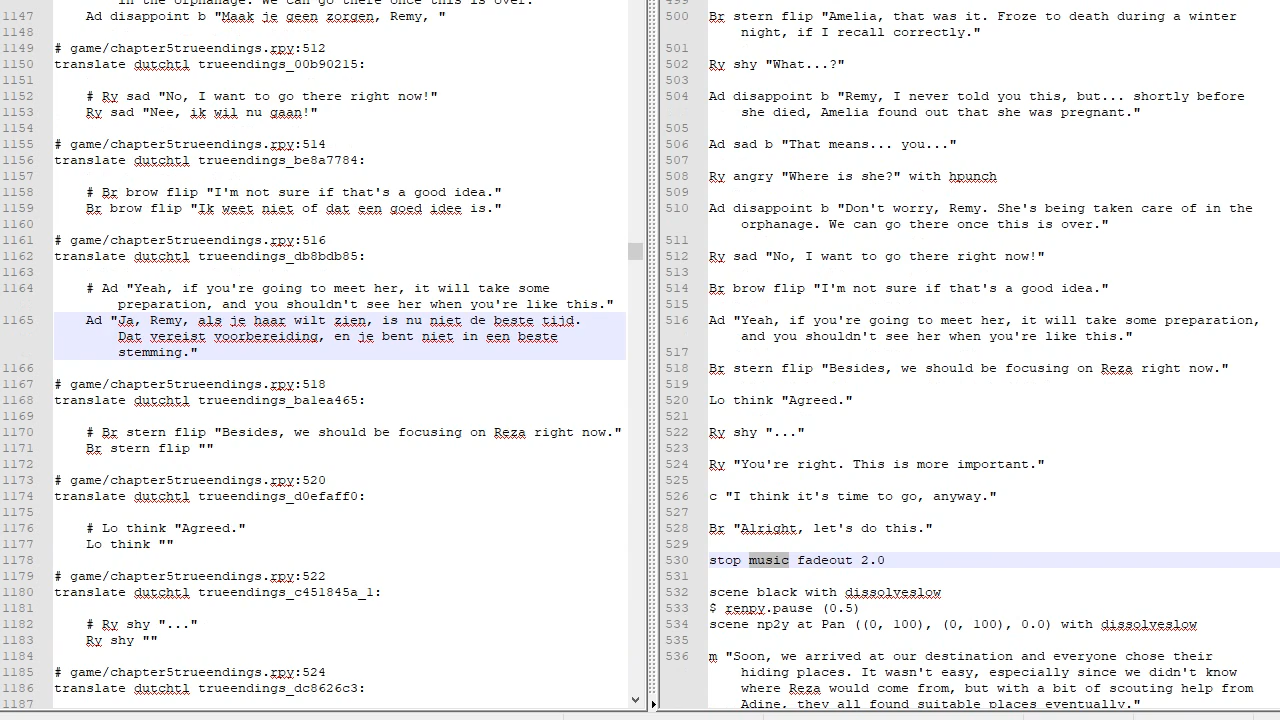 in the orphanage. We can go there once this is over."
1147 Ad disappoint b "Maak je geen zorgen, Remy, "
1148
1149 # game/chapter5trueendings.rpy:512
1150 translate dutchtl trueendings_00b90215:
1151
1152 # Ry sad "No, I want to go there right now!"
1153 Ry sad "Nee, ik wil nu gaan!"
1154
1155 # game/chapter5trueendings.rpy:514
1156 translate dutchtl trueendings_be8a7784:
1157
1158 # Br brow flip "I'm not sure if that's a good idea."
1159 Br brow flip "Ik weet niet of dat een goed idee is."
1160
1161 # game/chapter5trueendings.rpy:516
1162 translate dutchtl trueendings_db8bdb85:
1163
1164 # Ad "Yeah, if you're going to meet her, it will take some
preparation, and you shouldn't see her when you're like this."
1165 Ad "Ja, Remy, als je haar wilt zien, is nu niet de beste tijd.
Dat vereist voorbereiding, en je bent niet in een beste
stemming."
1166
1167 # game/chapter5trueendings.rpy:518
1168 translate dutchtl trueendings_ba1ea465:
1169
1170 # Br stern flip "Besides, we should be focusing on Reza right now."
1171 Br stern flip ""
1172
1173 # game/chapter5trueendings.rpy:520
1174 translate dutchtl trueendings_d0efaff0:
1175
1176 # Lo think "Agreed."
1177 Lo think ""
1178
1179 # game/chapter5trueendings.rpy:522
1180 translate dutchtl trueendings_c451845a_1:
1181
1182 # Ry shy "..."
1183 Ry shy ""
1184
1185 # game/chapter5trueendings.rpy:524
1186 translate dutchtl trueendings_dc8626c3:
1187
499
500 Br stern flip "Amelia, that was it. Froze to death during a winter
night, if I recall correctly."
501
502 Ry shy "What...?"
503
504 Ad disappoint b "Remy, I never told you this, but... shortly before
she died, Amelia found out that she was pregnant."
505
506 Ad sad b "That means... you..."
507
508 Ry angry "Where is she?" with hpunch
509
510 Ad disappoint b "Don't worry, Remy. She's being taken care of in the
orphanage. We can go there once this is over."
511
512 Ry sad "No, I want to go there right now!"
513
514 Br brow flip "I'm not sure if that's a good idea."
515
516 Ad "Yeah, if you're going to meet her, it will take some preparation,
and you shouldn't see her when you're like this."
517
518 Br stern flip "Besides, we should be focusing on Reza right now."
519
520 Lo think "Agreed."
521
522 Ry shy "..."
523
524 Ry "You're right. This is more important."
525
526 c "I think it's time to go, anyway."
527
528 Br "Alright, let's do this."
529
530 stop music fadeout 2.0
531
532 scene black with dissolveslow
533 $ renpy.pause (0.5)
534 scene np2y at Pan ((0, 100), (0, 100), 0.0) with dissolveslow
535
536 m "Soon, we arrived at our destination and everyone chose their
hiding places. It wasn't easy, especially since we didn't know
where Reza would come from, but with a bit of scouting help from
Adine, they all found suitable places eventually."